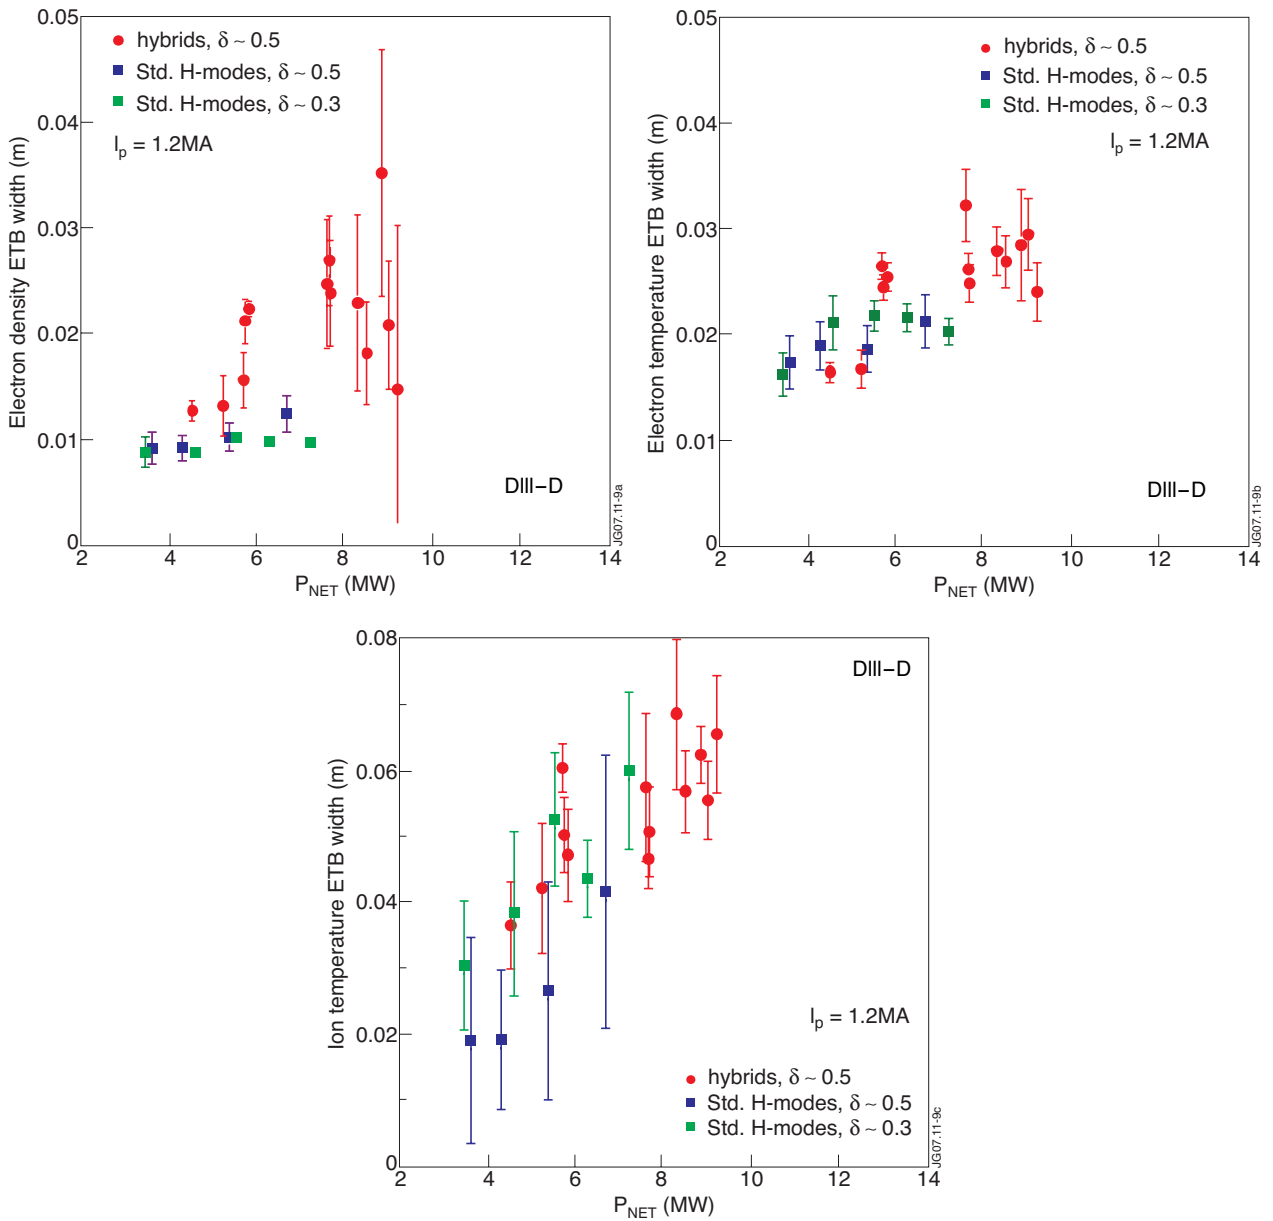 0.05
0.04
0.03
0.02
0.01
0
Electron density ETB width (m)
hybrids, δ ~ 0.5
Std. H-modes, δ ~ 0.5
Std. H-modes, δ ~ 0.3
Ip = 1.2MA
DIII–D
2 4 6 8 10 12 14
PNET (MW)
JG07.11-9a
0.05
0.04
0.03
0.02
0.01
0
Electron temperature ETB width (m)
hybrids, δ ~ 0.5
Std. H-modes, δ ~ 0.5
Std. H-modes, δ ~ 0.3
Ip = 1.2MA
DIII–D
2 4 6 8 10 12 14
PNET (MW)
JG07.11-9b
0.08
0.06
0.04
0.02
0
Ion temperature ETB width (m)
DIII–D
Ip = 1.2MA
hybrids, δ ~ 0.5
Std. H-modes, δ ~ 0.5
Std. H-modes, δ ~ 0.3
2 4 6 8 10 12 14
PNET (MW)
JG07.11-9c